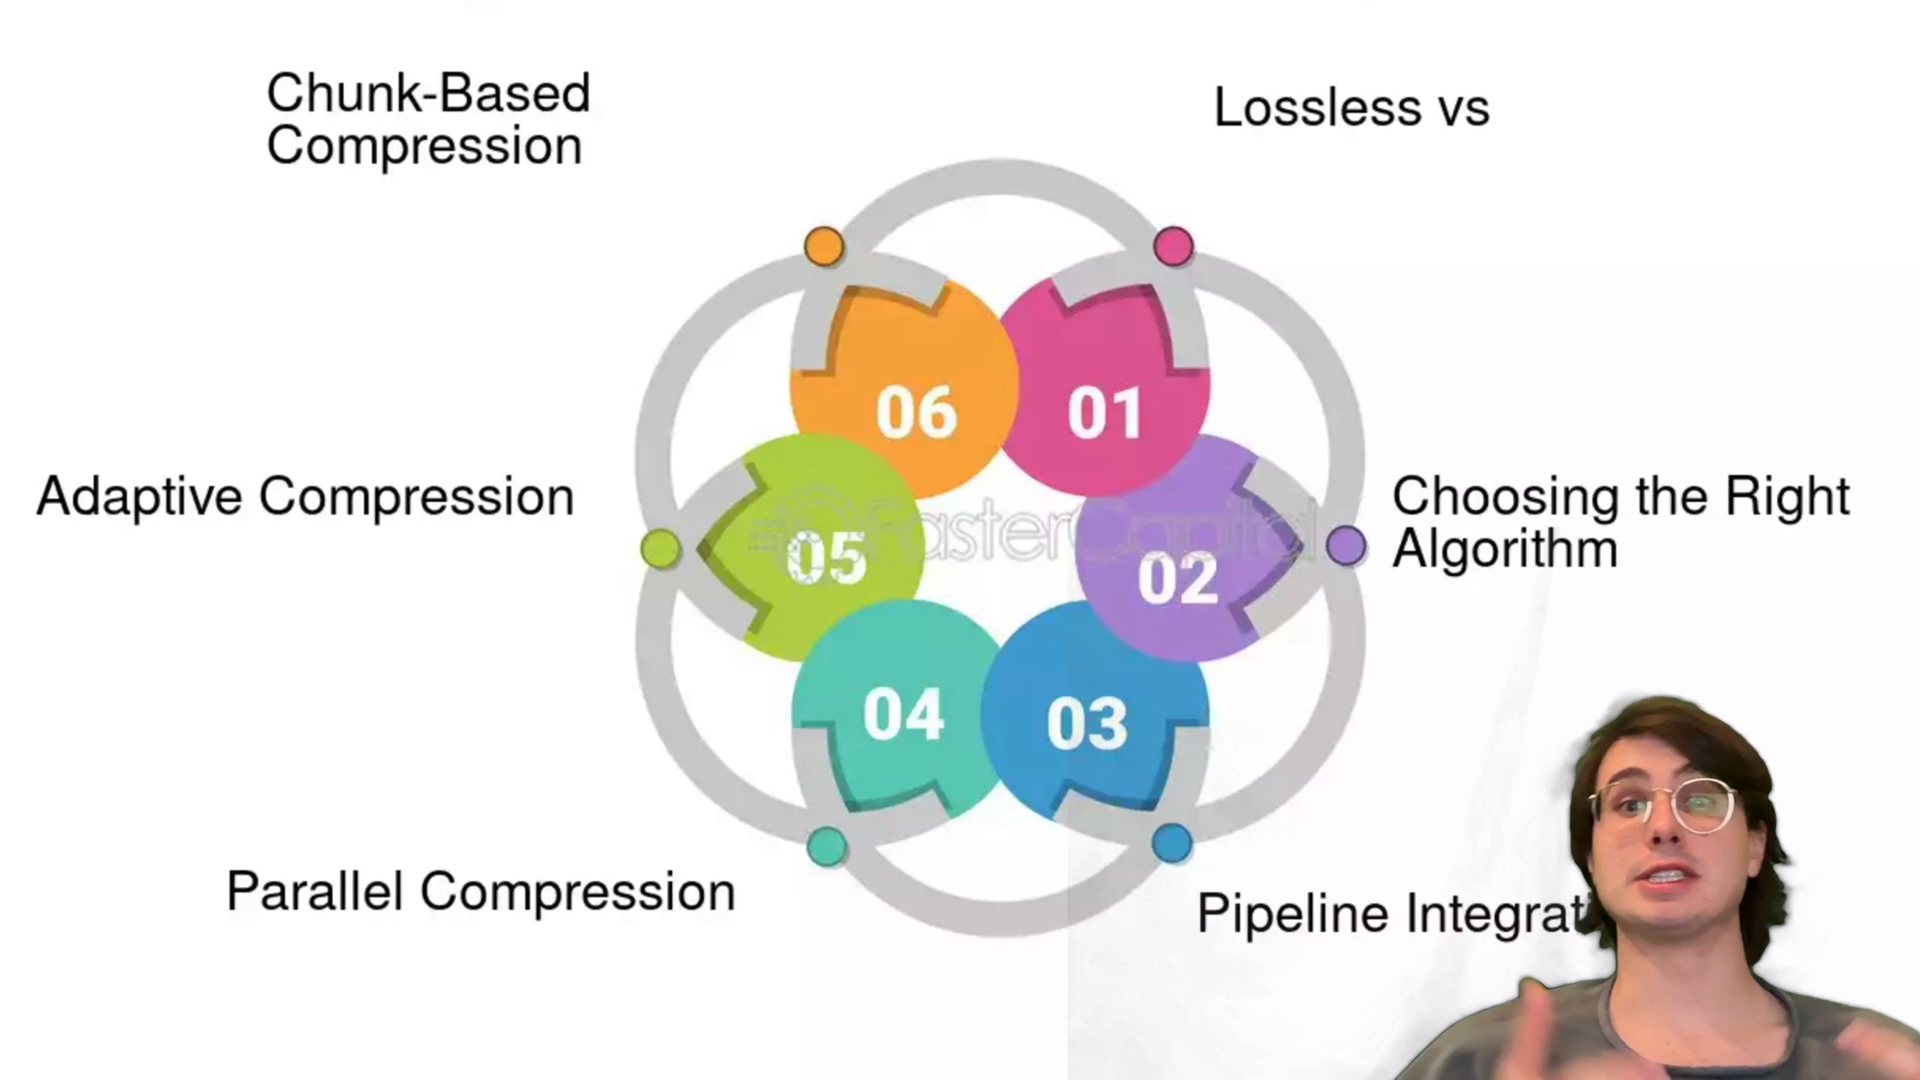 Chunk-Based
Compression
Lossless vs
06
01
Adaptive Compression
Choosing the Right
Algorithm
05
FasterCapital
02
04
03
Parallel Compression
Pipeline